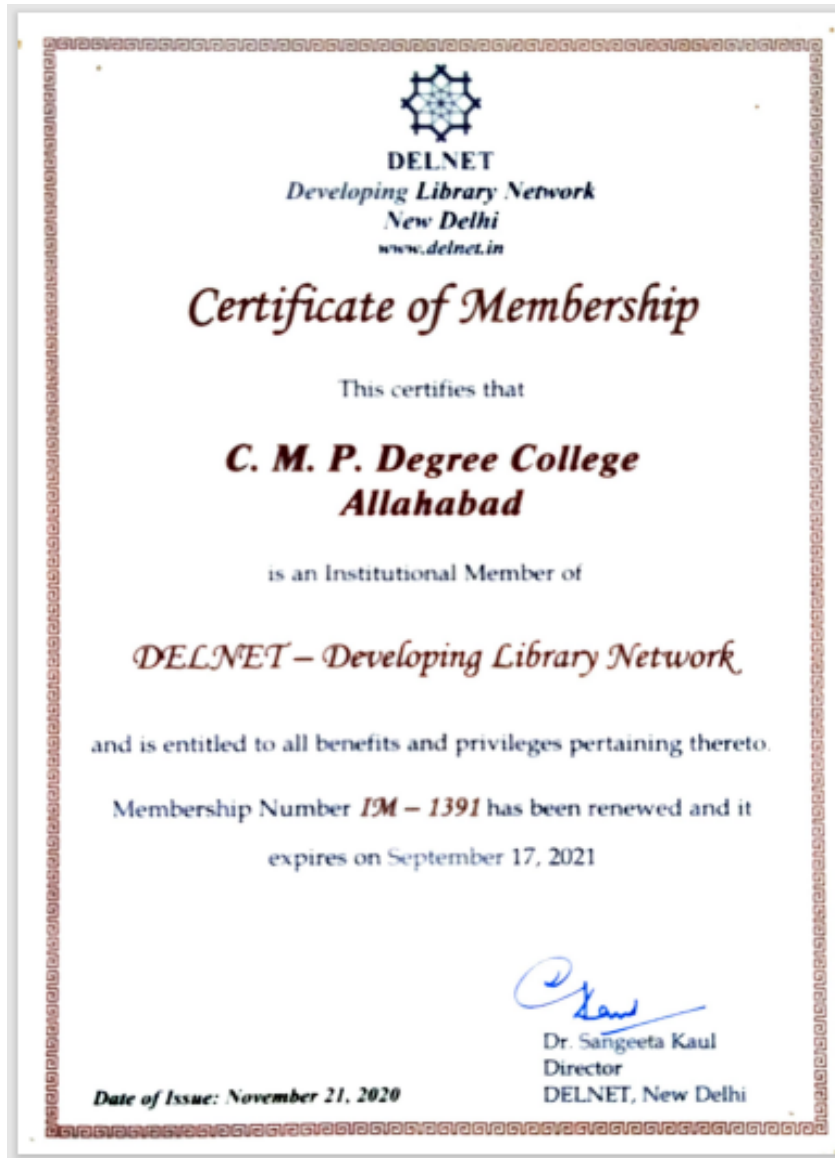 DELNET
Developing Library Network
New Delhi
www.delnet.in
Certificate of Membership
This certifies that
C. M. P. Degree College
Allahabad
is an Institutional Member of
DELNET – Developing Library Network
and is entitled to all benefits and privileges pertaining thereto.
Membership Number IM – 1391 has been renewed and it
expires on September 17, 2021
Kaul
Dr. Sangeeta Kaul
Director
DELNET, New Delhi
Date of Issue: November 21, 2020